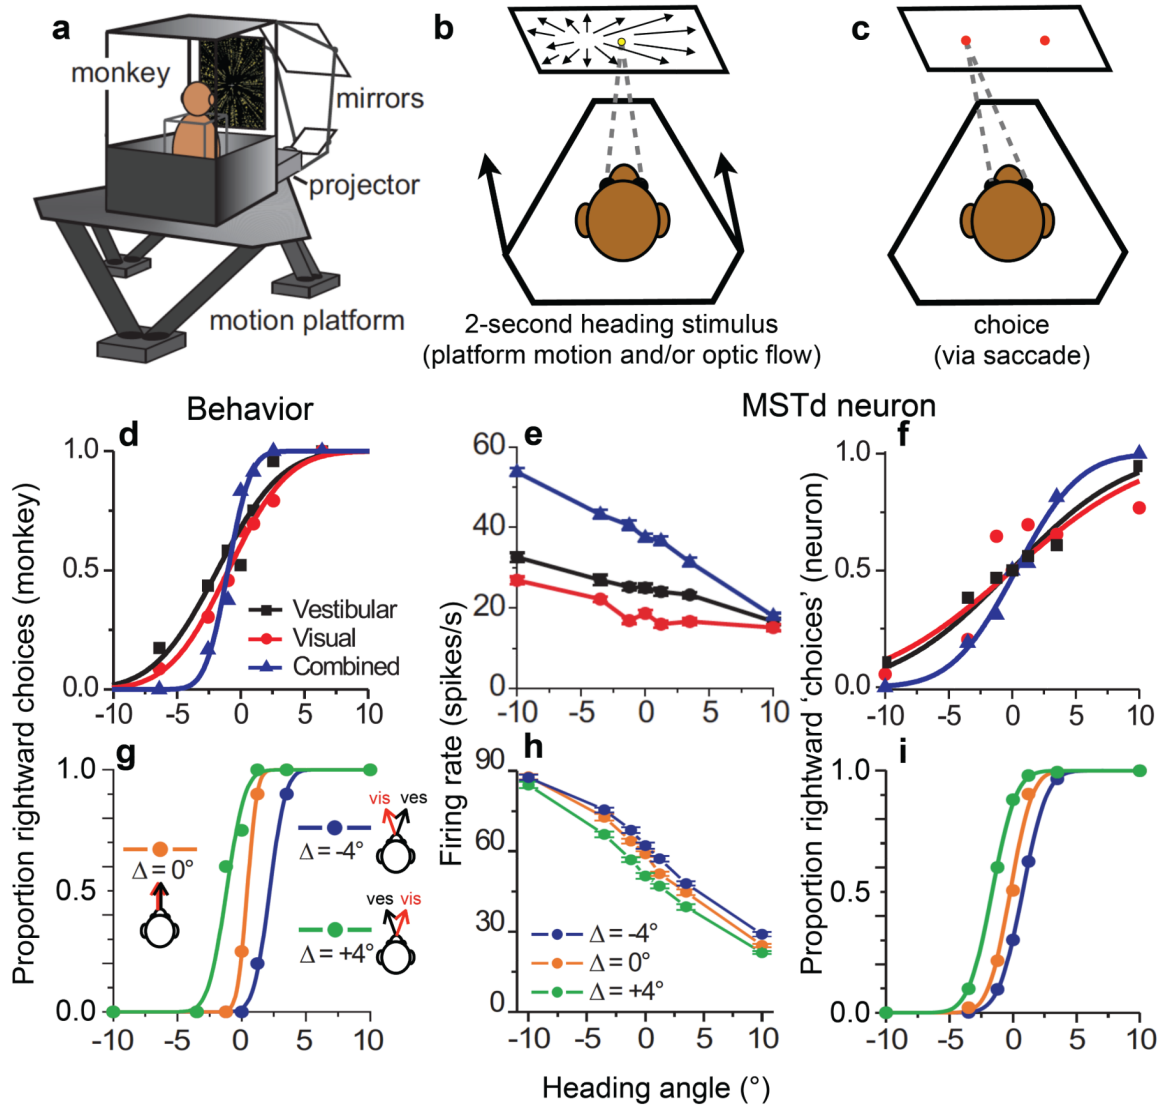 a
monkey
mirrors
projector
motion platform
b
2-second heading stimulus
(platform motion and/or optic flow)
c
choice
(via saccade)
Behavior
MSTd neuron
d
1.0
0.5
0.0
-10 -5 0 5 10
Vestibular
Visual
Combined
e
60
40
20
0
-10 -5 0 5 10
f
1.0
0.5
0.0
-10 -5 0 5 10
g
1.0
0.5
0.0
-10 -5 0 5 10
Δ = 0°
vis ves
Δ = -4°
ves vis
Δ = +4°
h
90
60
30
0
-10 -5 0 5 10
Δ = -4°
Δ = 0°
Δ = +4°
i
1.0
0.5
0.0
-10 -5 0 5 10
Proportion rightward choices (monkey)
Firing rate (spikes/s)
Proportion rightward ‘choices’ (neuron)
Heading angle (°)